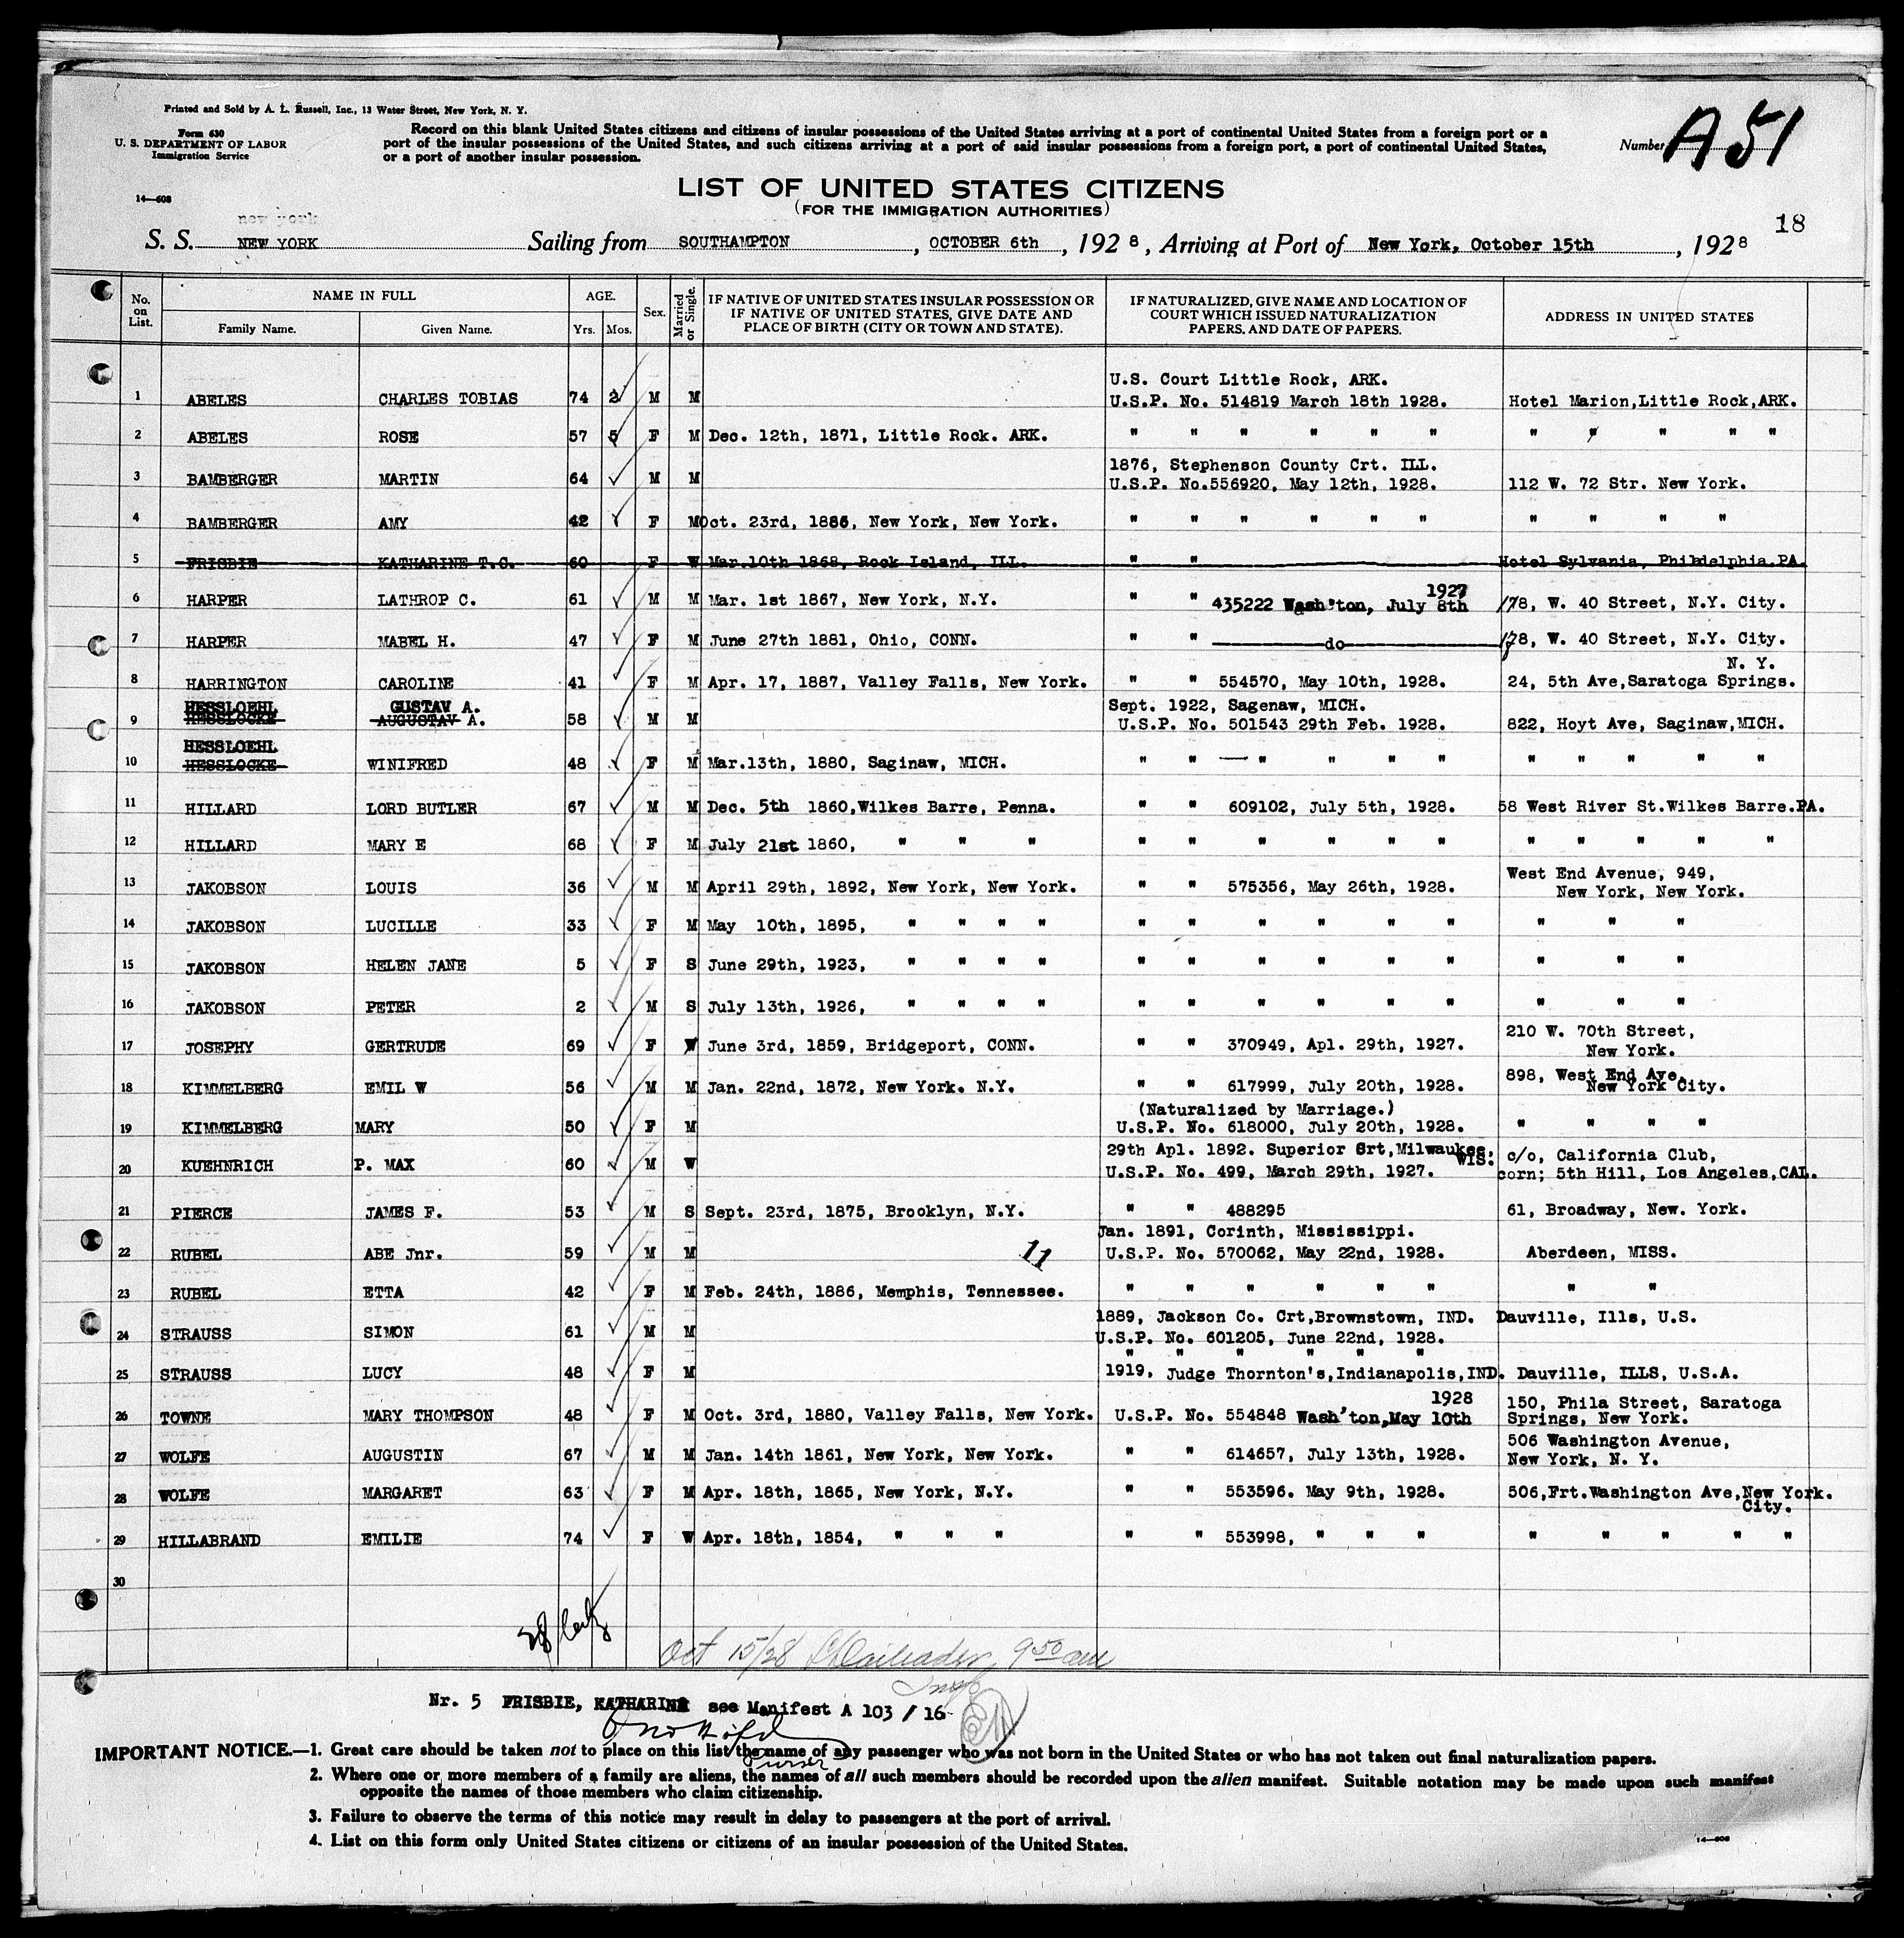 Printed and Sold by A. L. Russell, Inc., 13 Water Street, New York, N. Y.
Form 630
U. S. DEPARTMENT OF LABOR
Immigration Service
Record on this blank United States citizens and citizens of insular possessions of the United States arriving at a port of continental United States from a foreign port or a
port of the insular possessions of the United States, and such citizens arriving at a port of said insular possessions from a foreign port, a port of continental United States,
or a port of another insular possession.
Number A51
14—608
LIST OF UNITED STATES CITIZENS
(FOR THE IMMIGRATION AUTHORITIES)
18
new york
S. S. NEW YORK Sailing from SOUTHAMPTON, OCTOBER 6th, 1928, Arriving at Port of New York, October 15th, 1928
No. on List. NAME IN FULL AGE. Sex. Married or Single. IF NATIVE OF UNITED STATES INSULAR POSSESSION OR IF NATIVE OF UNITED STATES, GIVE DATE AND PLACE OF BIRTH (CITY OR TOWN AND STATE). IF NATURALIZED, GIVE NAME AND LOCATION OF COURT WHICH ISSUED NATURALIZATION PAPERS, AND DATE OF PAPERS. ADDRESS IN UNITED STATES
Family Name. Given Name. Yrs. Mos.
U.S. Court Little Rock, ARK.
1 ABELES CHARLES TOBIAS 74 2 M M U.S.P. No. 514819 March 18th 1928. Hotel Marion,Little Rock,ARK.
2 ABELES ROSE 57 5 F M Dec. 12th, 1871, Little Rock. ARK. " " " " " " " " " " "
1876, Stephenson County Crt. ILL.
3 BAMBERGER MARTIN 64 M M U.S.P. No.556920, May 12th, 1928. 112 W. 72 Str. New York.
4 BAMBERGER AMY 42 F M Oct. 23rd, 1886, New York, New York. " " " " " " " " " "
5 FRISBIE KATHARINE T.C. 60 F W Mar.10th 1868, Rock Island, ILL. " " Hotel Sylvania, Philadelphia.PA.
1927
6 HARPER LATHROP C. 61 M M Mar. 1st 1867, New York, N.Y. " " 435222 Wash'ton, July 8th 178, W. 40 Street, N.Y. City.
7 HARPER MABEL H. 47 F M June 27th 1881, Ohio, CONN. " " do 178, W. 40 Street, N.Y. City.
N. Y.
8 HARRINGTON CAROLINE 41 F M Apr. 17, 1887, Valley Falls, New York. " " 554570, May 10th, 1928. 24, 5th Ave,Saratoga Springs.
HESSLOEHL GUSTAV A. Sept. 1922, Sagenaw, MICH.
9 HESSLOCKE AUGUSTAV A. 58 M M U.S.P. No. 501543 29th Feb. 1928. 822, Hoyt Ave, Saginaw,MICH.
HESSLOEHL
10 HESSLOCKE WINIFRED 48 F M Mar.13th, 1880, Saginaw, MICH. " " — " " " " " " " " "
11 HILLARD LORD BUTLER 67 M M Dec. 5th 1860,Wilkes Barre, Penna. " " 609102, July 5th, 1928. 58 West River St.Wilkes Barre.PA.
12 HILLARD MARY E 68 F M July 21st 1860, " " " " " " " " " " " " " "
13 JAKOBSON LOUIS 36 M M April 29th, 1892, New York, New York. " " 575356, May 26th, 1928. West End Avenue, 949,
New York, New York.
14 JAKOBSON LUCILLE 33 F M May 10th, 1895, " " " " " " " " " " " " "
15 JAKOBSON HELEN JANE 5 F S June 29th, 1923, " " " " " " " " " " " " "
16 JAKOBSON PETER 2 M S July 13th, 1926, " " " " " " " " " " " " "
210 W. 70th Street,
17 JOSEPHY GERTRUDE 69 F W June 3rd, 1859, Bridgeport, CONN. " " 370949, Apl. 29th, 1927. New York.
898, West End Ave,
18 KIMMELBERG EMIL W 56 M M Jan. 22nd, 1872, New York. N.Y. " " 617999, July 20th, 1928. New York City.
(Naturalized by Marriage.)
19 KIMMELBERG MARY 50 F M U.S.P. No. 618000, July 20th, 1928. " " " "
29th Apl. 1892. Superior Crt,Milwaukee, WIS. c/o, California Club,
20 KUEHNRICH P. MAX 60 M W U.S.P. No. 499, March 29th, 1927. corn; 5th Hill, Los Angeles,CAL.
21 PIERCE JAMES F. 53 M S Sept. 23rd, 1875, Brooklyn, N.Y. " " 488295 61, Broadway, New. York.
Jan. 1891, Corinth, Mississippi.
22 RUBEL ABE Jnr. 59 M M 11 U.S.P. No. 570062, May 22nd, 1928. Aberdeen, MISS.
23 RUBEL ETTA 42 F M Feb. 24th, 1886, Memphis, Tennessee. " " " " " " " "
1889, Jackson Co. Crt,Brownstown, IND. Dauville, Ills, U.S.
24 STRAUSS SIMON 61 M M U.S.P. No. 601205, June 22nd, 1928.
" " " " " "
25 STRAUSS LUCY 48 F M 1919, Judge Thornton's,Indianapolis,IND. Dauville, ILLS, U.S.A.
1928 150, Phila Street, Saratoga
26 TOWNE MARY THOMPSON 48 F M Oct. 3rd, 1880, Valley Falls, New York. U.S.P. No. 554848 Wash'ton,May 10th Springs, New York.
506 Washington Avenue,
27 WOLFE AUGUSTIN 67 M M Jan. 14th 1861, New York, New York. " " 614657, July 13th, 1928. New York, N. Y.
28 WOLFE MARGARET 63 F M Apr. 18th, 1865, New York, N.Y. " " 553596. May 9th, 1928. 506,Frt.Washington Ave,New York.
City.
29 HILLABRAND EMILIE 74 F W Apr. 18th, 1854, " " " " " 553998, " " " " " " " "
30
28
Oct 15/28 9 50 am
Nr. 5 FRISBIE, KATHARINE see Manifest A 103 / 16
IMPORTANT NOTICE.—1. Great care should be taken not to place on this list the name of any passenger who was not born in the United States or who has not taken out final naturalization papers.
2. Where one or more members of a family are aliens, the names of all such members should be recorded upon the alien manifest. Suitable notation may be made upon such manifest
opposite the names of those members who claim citizenship.
3. Failure to observe the terms of this notice may result in delay to passengers at the port of arrival.
4. List on this form only United States citizens or citizens of an insular possession of the United States.
14—608